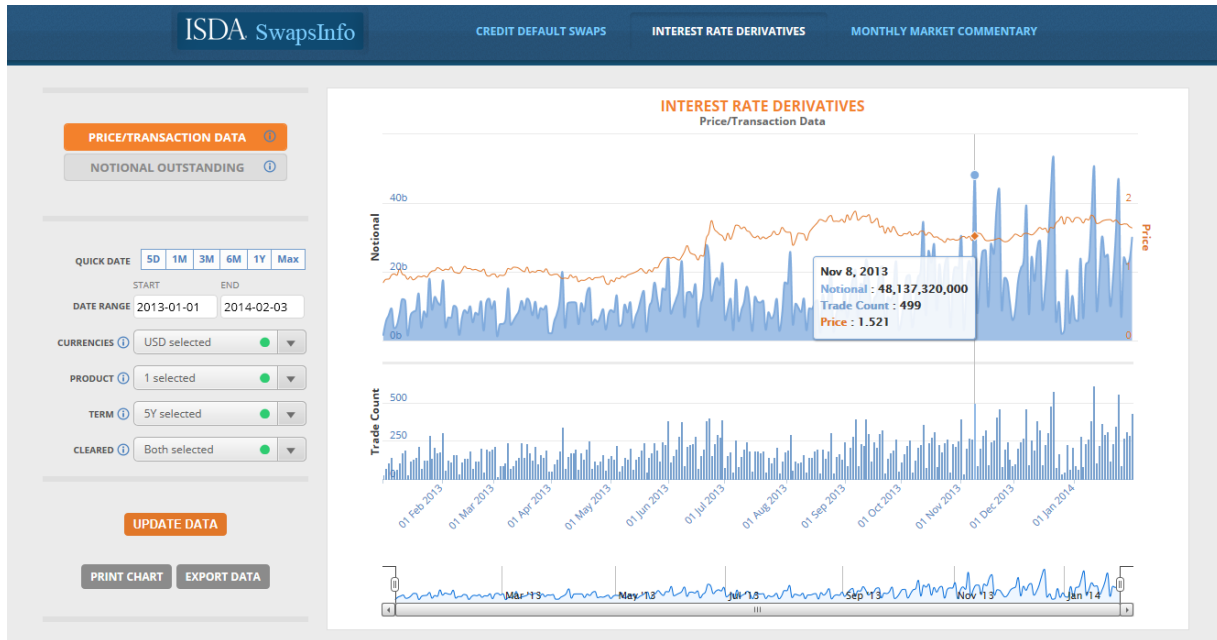 ISDA SwapsInfo
CREDIT DEFAULT SWAPS
INTEREST RATE DERIVATIVES
MONTHLY MARKET COMMENTARY
PRICE/TRANSACTION DATA
NOTIONAL OUTSTANDING
QUICK DATE 5D 1M 3M 6M 1Y Max
START END
DATE RANGE 2013-01-01 2014-02-03
CURRENCIES USD selected
PRODUCT 1 selected
TERM 5Y selected
CLEARED Both selected
UPDATE DATA
PRINT CHART EXPORT DATA
INTEREST RATE DERIVATIVES
Price/Transaction Data
Notional
40b
20b
0b
2
1
0
Price
Nov 8, 2013
Notional : 48,137,320,000
Trade Count : 499
Price : 1.521
Trade Count
500
250
01 Feb 2013
01 Mar 2013
01 Apr 2013
01 May 2013
01 Jun 2013
01 Jul 2013
01 Aug 2013
01 Sep 2013
01 Oct 2013
01 Nov 2013
01 Dec 2013
01 Jan 2014
Mar '13
May '13
Jul '13
Sep '13
Nov '13
Jan '14